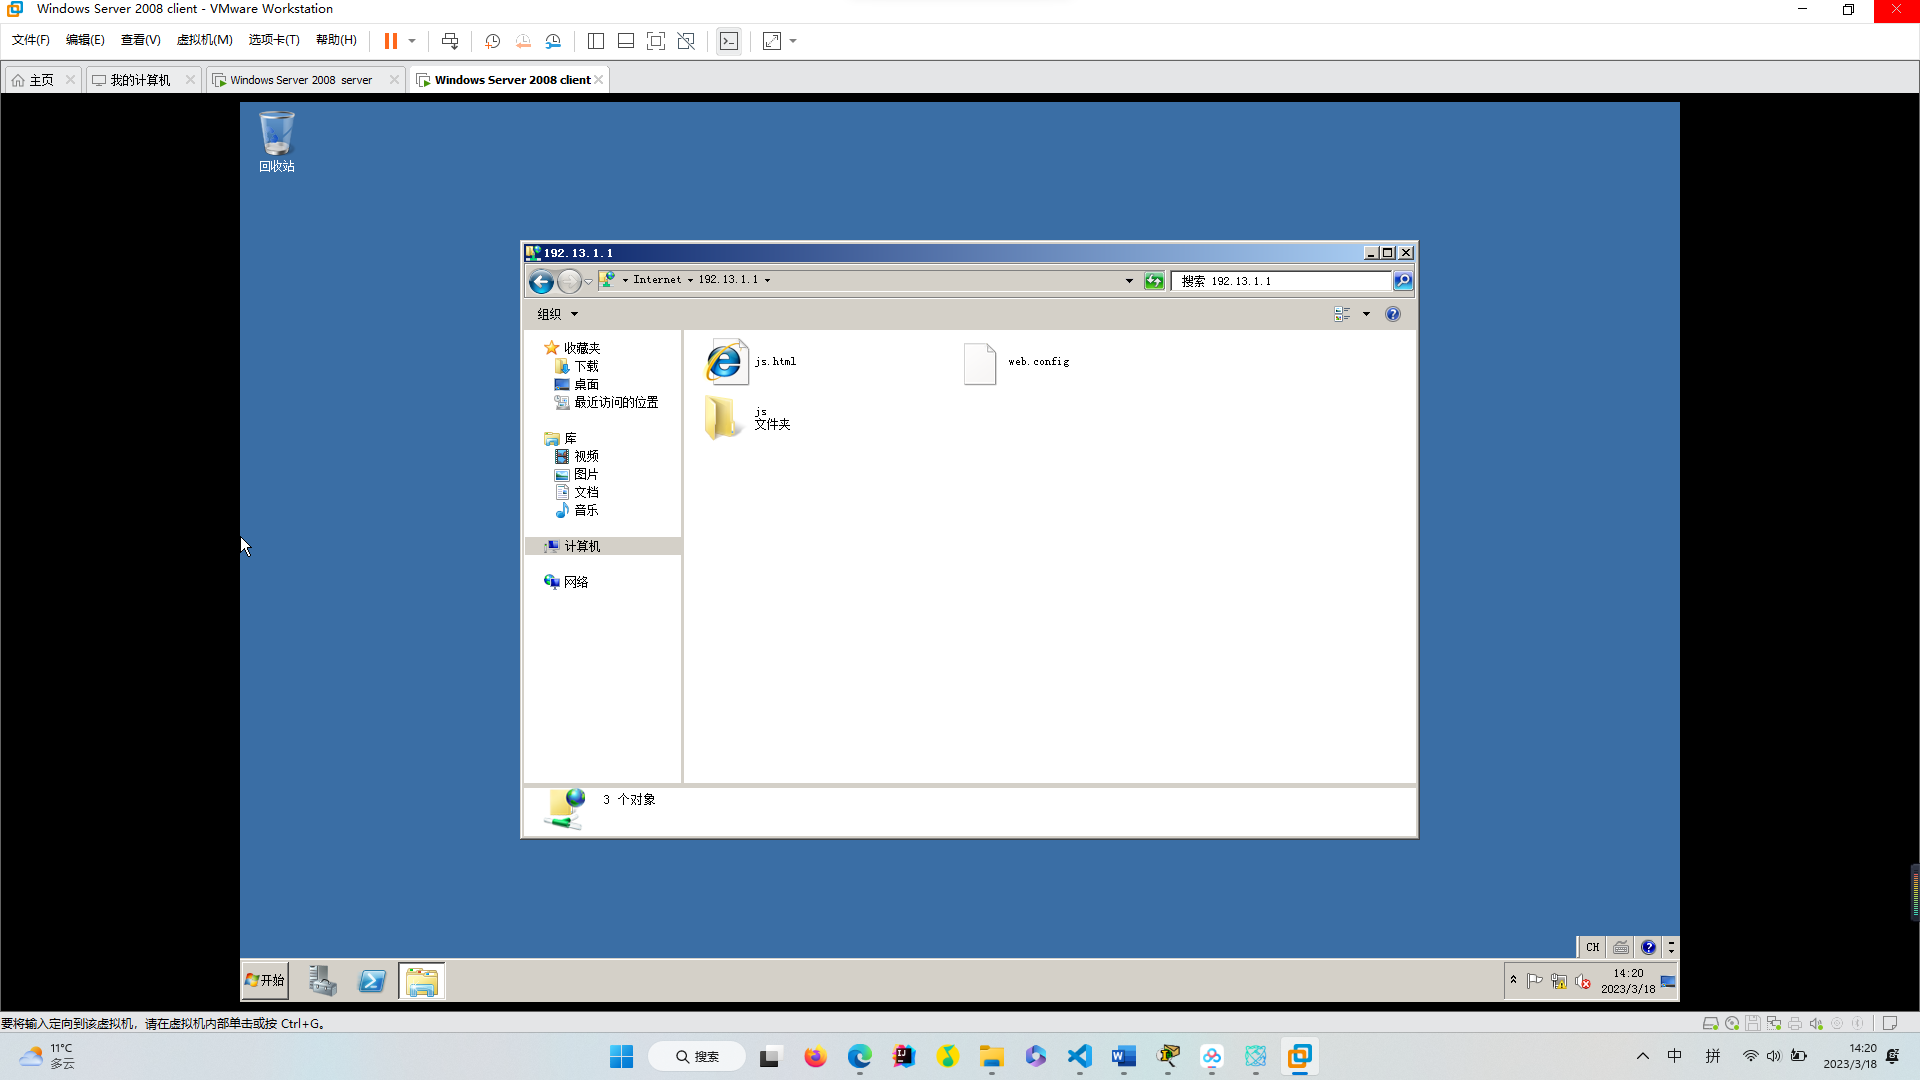 Windows Server 2008 client - VMware Workstation
文件(F) 编辑(E) 查看(V) 虚拟机(M) 选项卡(T) 帮助(H)
主页 我的计算机 Windows Server 2008 server Windows Server 2008 client
回收站
192.13.1.1
Internet 192.13.1.1 搜索 192.13.1.1
组织
收藏夹
下载
桌面
最近访问的位置
库
视频
图片
文档
音乐
计算机
网络
js.html
web.config
js
文件夹
3 个对象
CH
开始
14:20
2023/3/18
要将输入定向到该虚拟机，请在虚拟机内部单击或按 Ctrl+G。
11°C
多云
搜索
中 拼
14:20
2023/3/18